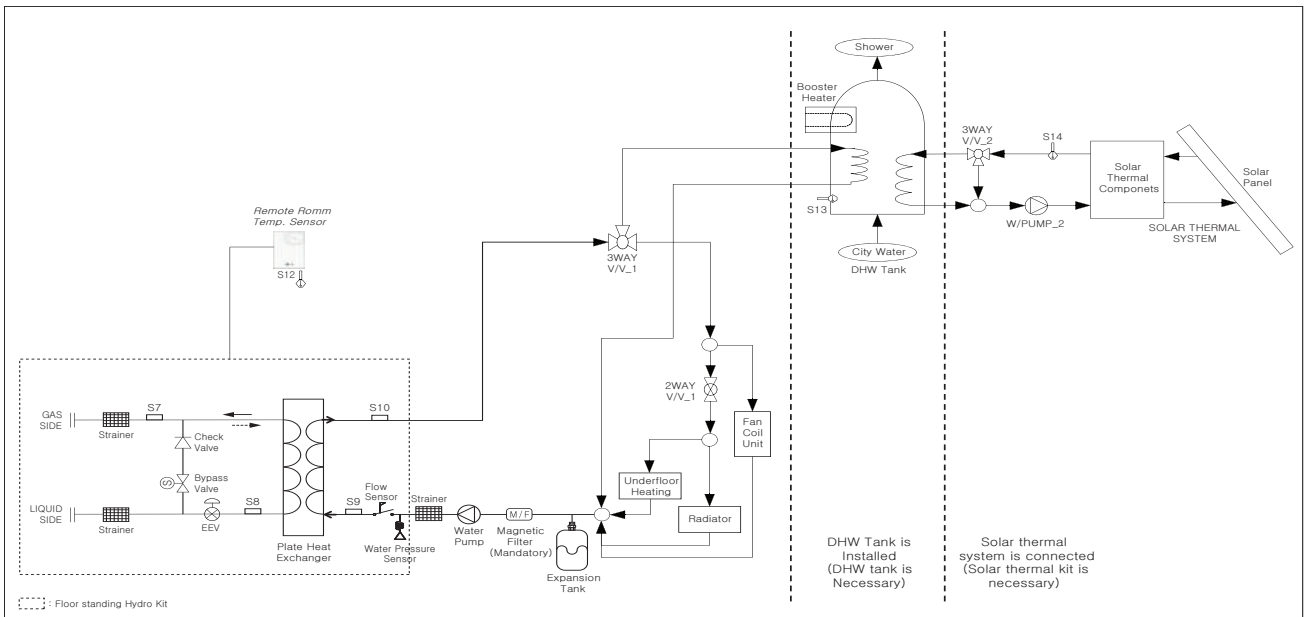 Shower
Booster
Heater
3WAY
V/V_2
S14
Solar
Thermal
Componets
Solar
Panel
S13
W/PUMP_2
SOLAR THERMAL
SYSTEM
City Water
DHW Tank
Remote Romm
Temp. Sensor
S12
3WAY
V/V_1
2WAY
V/V_1
Fan
Coil
Unit
GAS
SIDE
Strainer
S7
S10
Check
Valve
Bypass
Valve
S
LIQUID
SIDE
Strainer
EEV
S8
Plate Heat
Exchanger
S9
Flow
Sensor
Water Pressure
Sensor
Strainer
Water
Pump
M/F
Magnetic
Filter
(Mandatory)
Expansion
Tank
Underfloor
Heating
Radiator
DHW Tank is
Installed
(DHW tank is
Necessary)
Solar thermal
system is connected
(Solar thermal kit is
necessary)
: Floor standing Hydro Kit